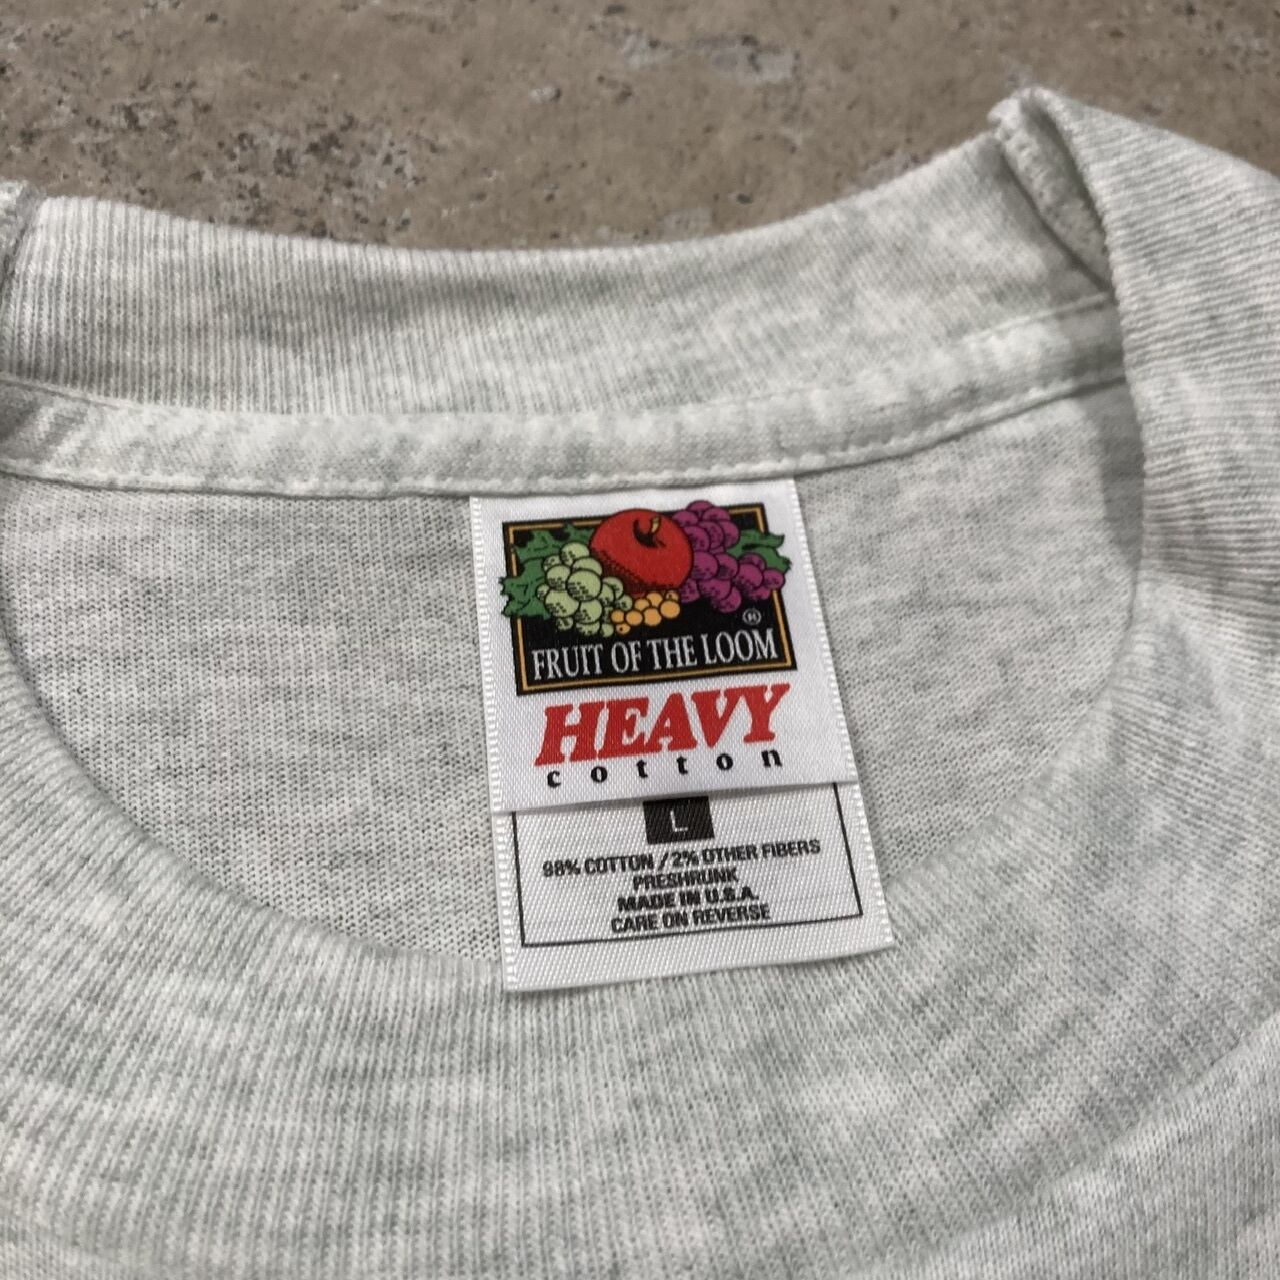 ®
FRUIT OF THE LOOM
HEAVY
cotton
L
98% COTTON / 2% OTHER FIBERS
PRESHRUNK
MADE IN U.S.A.
CARE ON REVERSE